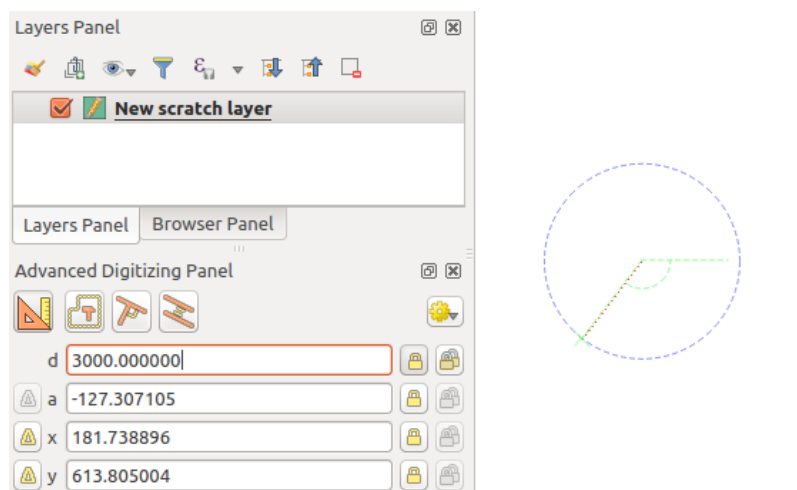 Layers Panel
New scratch layer
Layers Panel Browser Panel
Advanced Digitizing Panel
d 3000.000000
a -127.307105
x 181.738896
y 613.805004